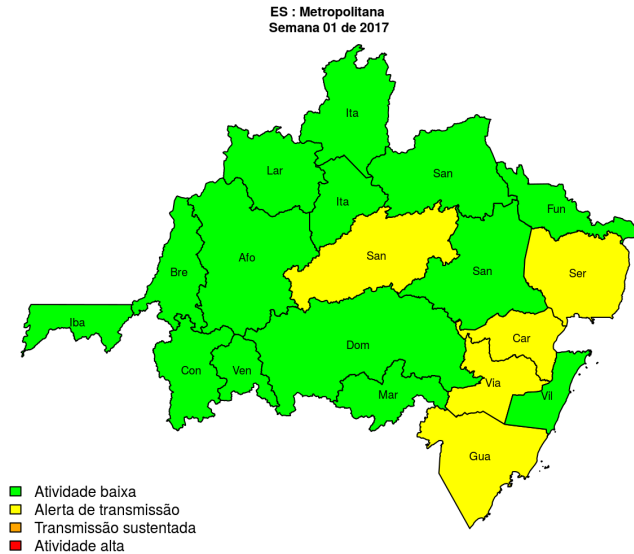 ES : Metropolitana
Semana 01 de 2017
Ita
Lar
San
Ita
Fun
Afo
San
San
Bre
Ser
Iba
Car
Dom
Con
Ven
Via
Mar
Vil
Gua
Atividade baixa
Alerta de transmissão
Transmissão sustentada
Atividade alta